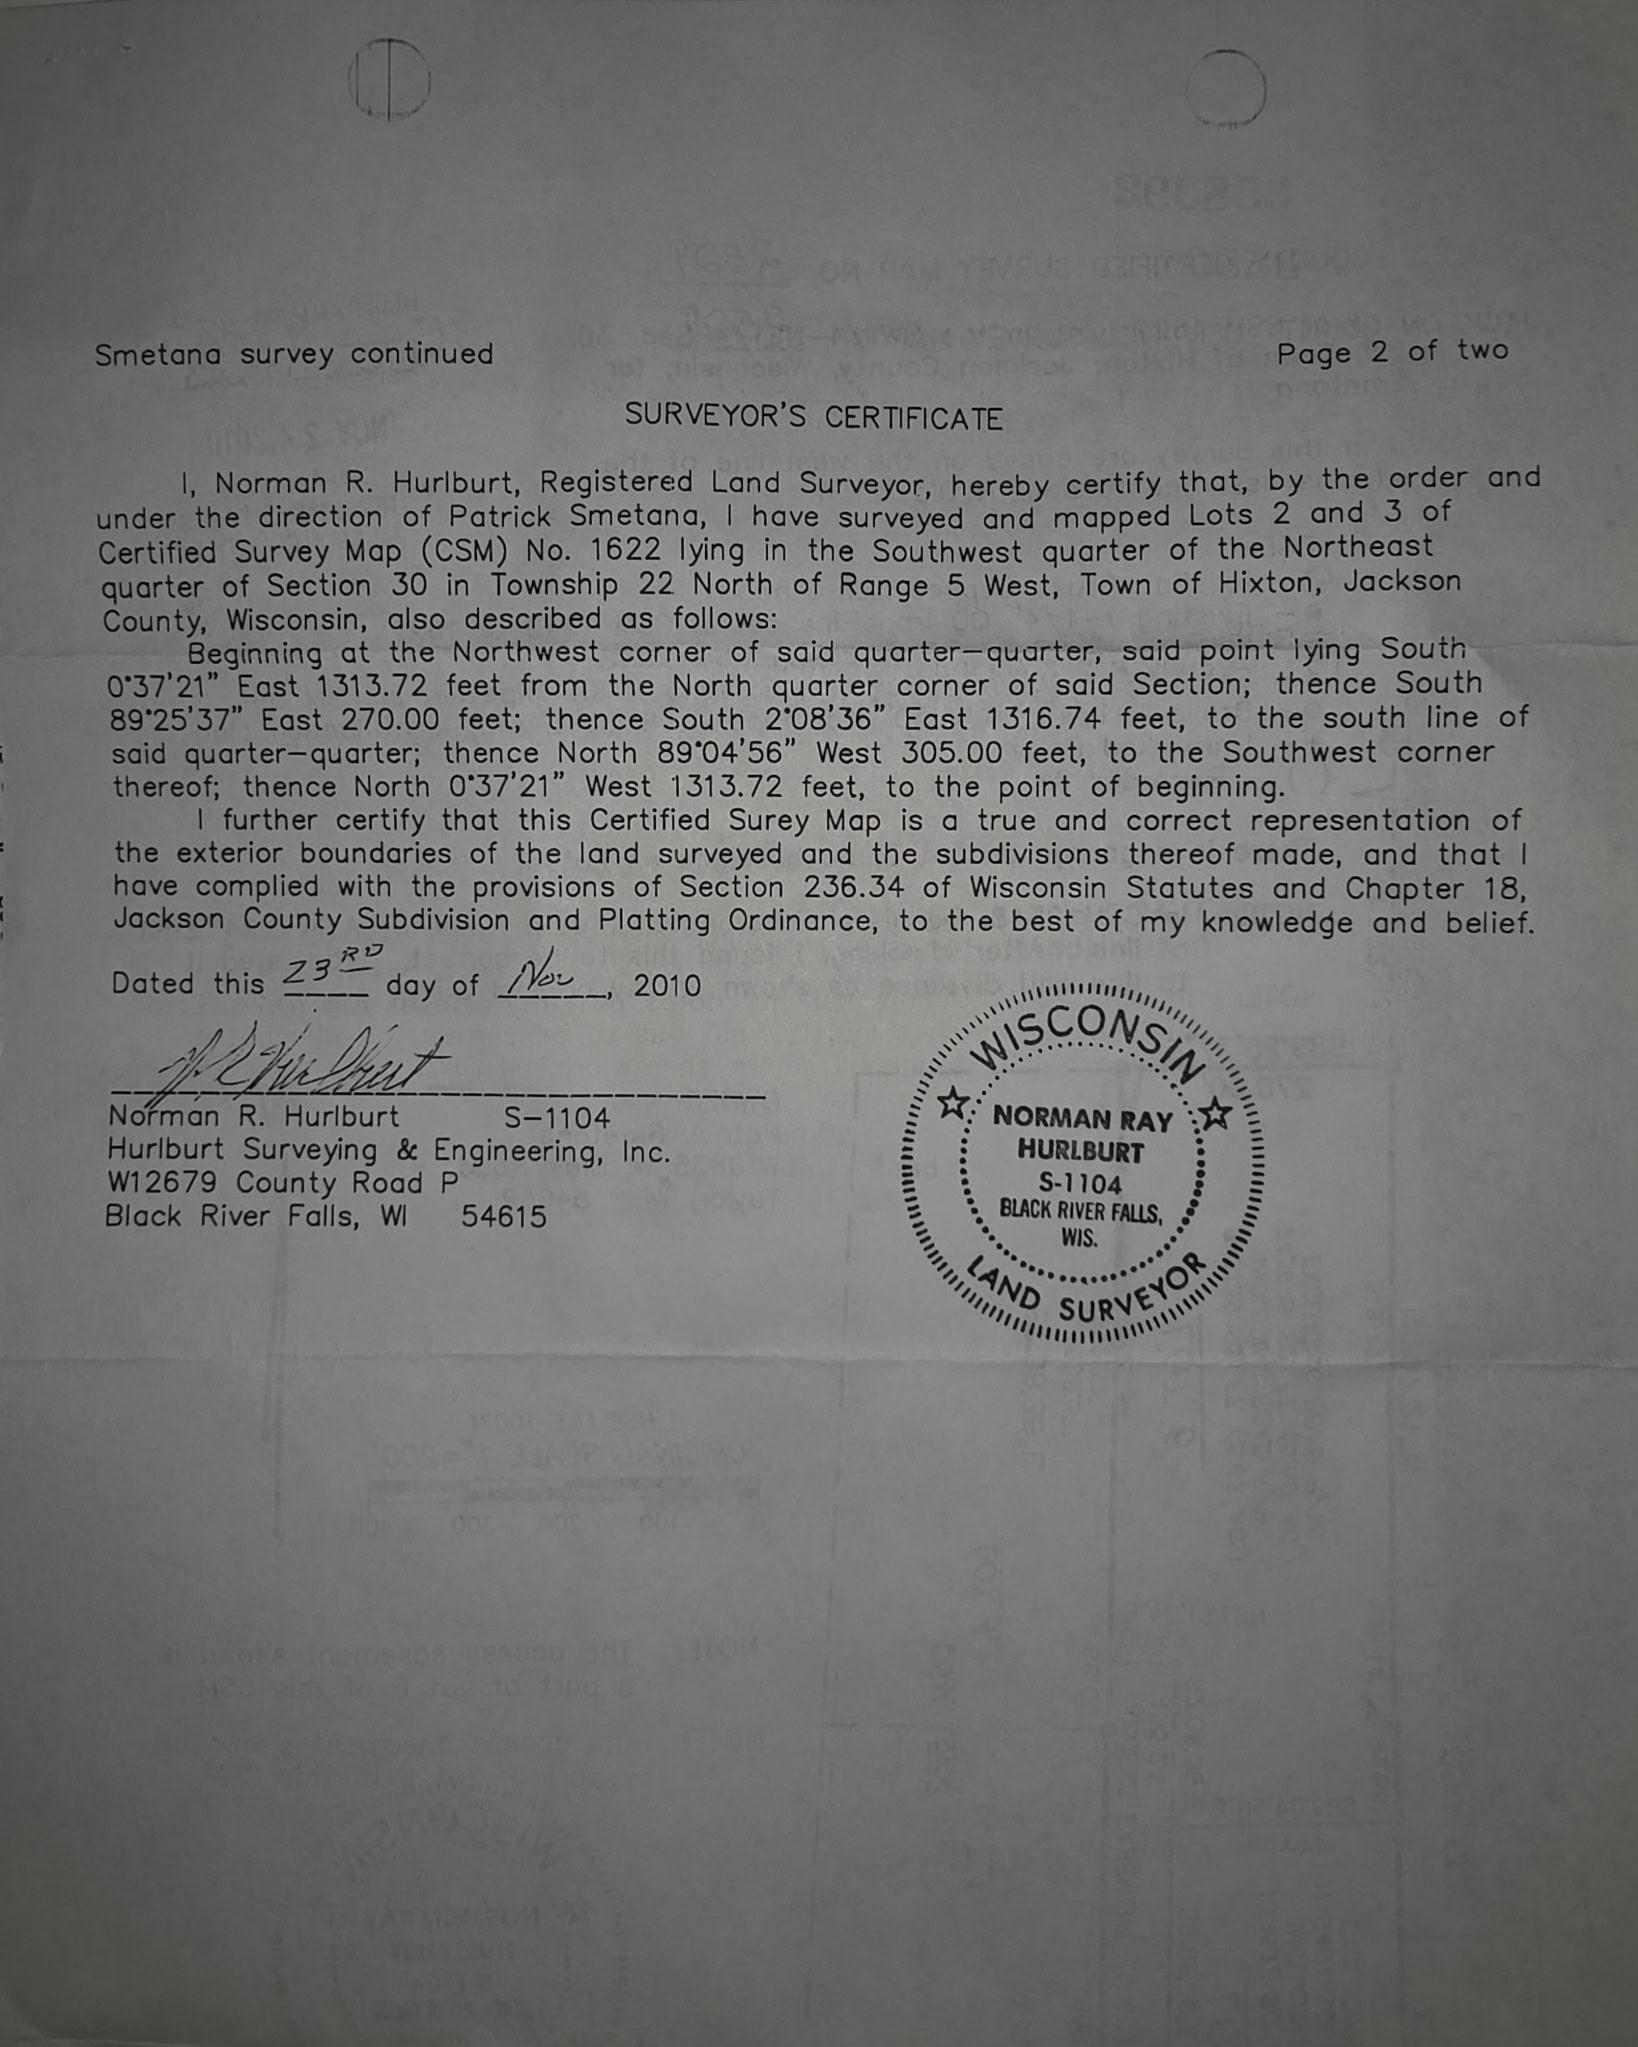 Smetana survey continued Page 2 of two
SURVEYOR'S CERTIFICATE
I, Norman R. Hurlburt, Registered Land Surveyor, hereby certify that, by the order and
under the direction of Patrick Smetana, I have surveyed and mapped Lots 2 and 3 of
Certified Survey Map (CSM) No. 1622 lying in the Southwest quarter of the Northeast
quarter of Section 30 in Township 22 North of Range 5 West, Town of Hixton, Jackson
County, Wisconsin, also described as follows:
Beginning at the Northwest corner of said quarter-quarter, said point lying South
0°37'21" East 1313.72 feet from the North quarter corner of said Section; thence South
89°25'37" East 270.00 feet; thence South 2°08'36" East 1316.74 feet, to the south line of
said quarter-quarter; thence North 89°04'56" West 305.00 feet, to the Southwest corner
thereof; thence North 0°37'21" West 1313.72 feet, to the point of beginning.
I further certify that this Certified Surey Map is a true and correct representation of
the exterior boundaries of the land surveyed and the subdivisions thereof made, and that I
have complied with the provisions of Section 236.34 of Wisconsin Statutes and Chapter 18,
Jackson County Subdivision and Platting Ordinance, to the best of my knowledge and belief.
Dated this 23RD day of Nov, 2010
N R Hurlburt
Norman R. Hurlburt S-1104
Hurlburt Surveying & Engineering, Inc.
W12679 County Road P
Black River Falls, WI 54615
WISCONSIN
NORMAN RAY
HURLBURT
S-1104
BLACK RIVER FALLS,
WIS.
LAND SURVEYOR